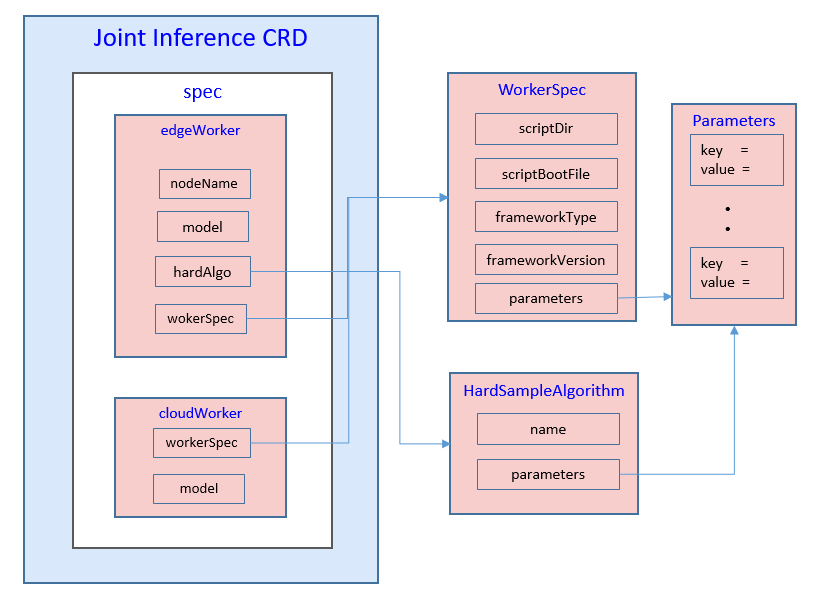 Joint Inference CRD
spec
edgeWorker
nodeName
model
hardAlgo
wokerSpec
cloudWorker
workerSpec
model
WorkerSpec
scriptDir
scriptBootFile
frameworkType
frameworkVersion
parameters
HardSampleAlgorithm
name
parameters
Parameters
key =
value =
key =
value =